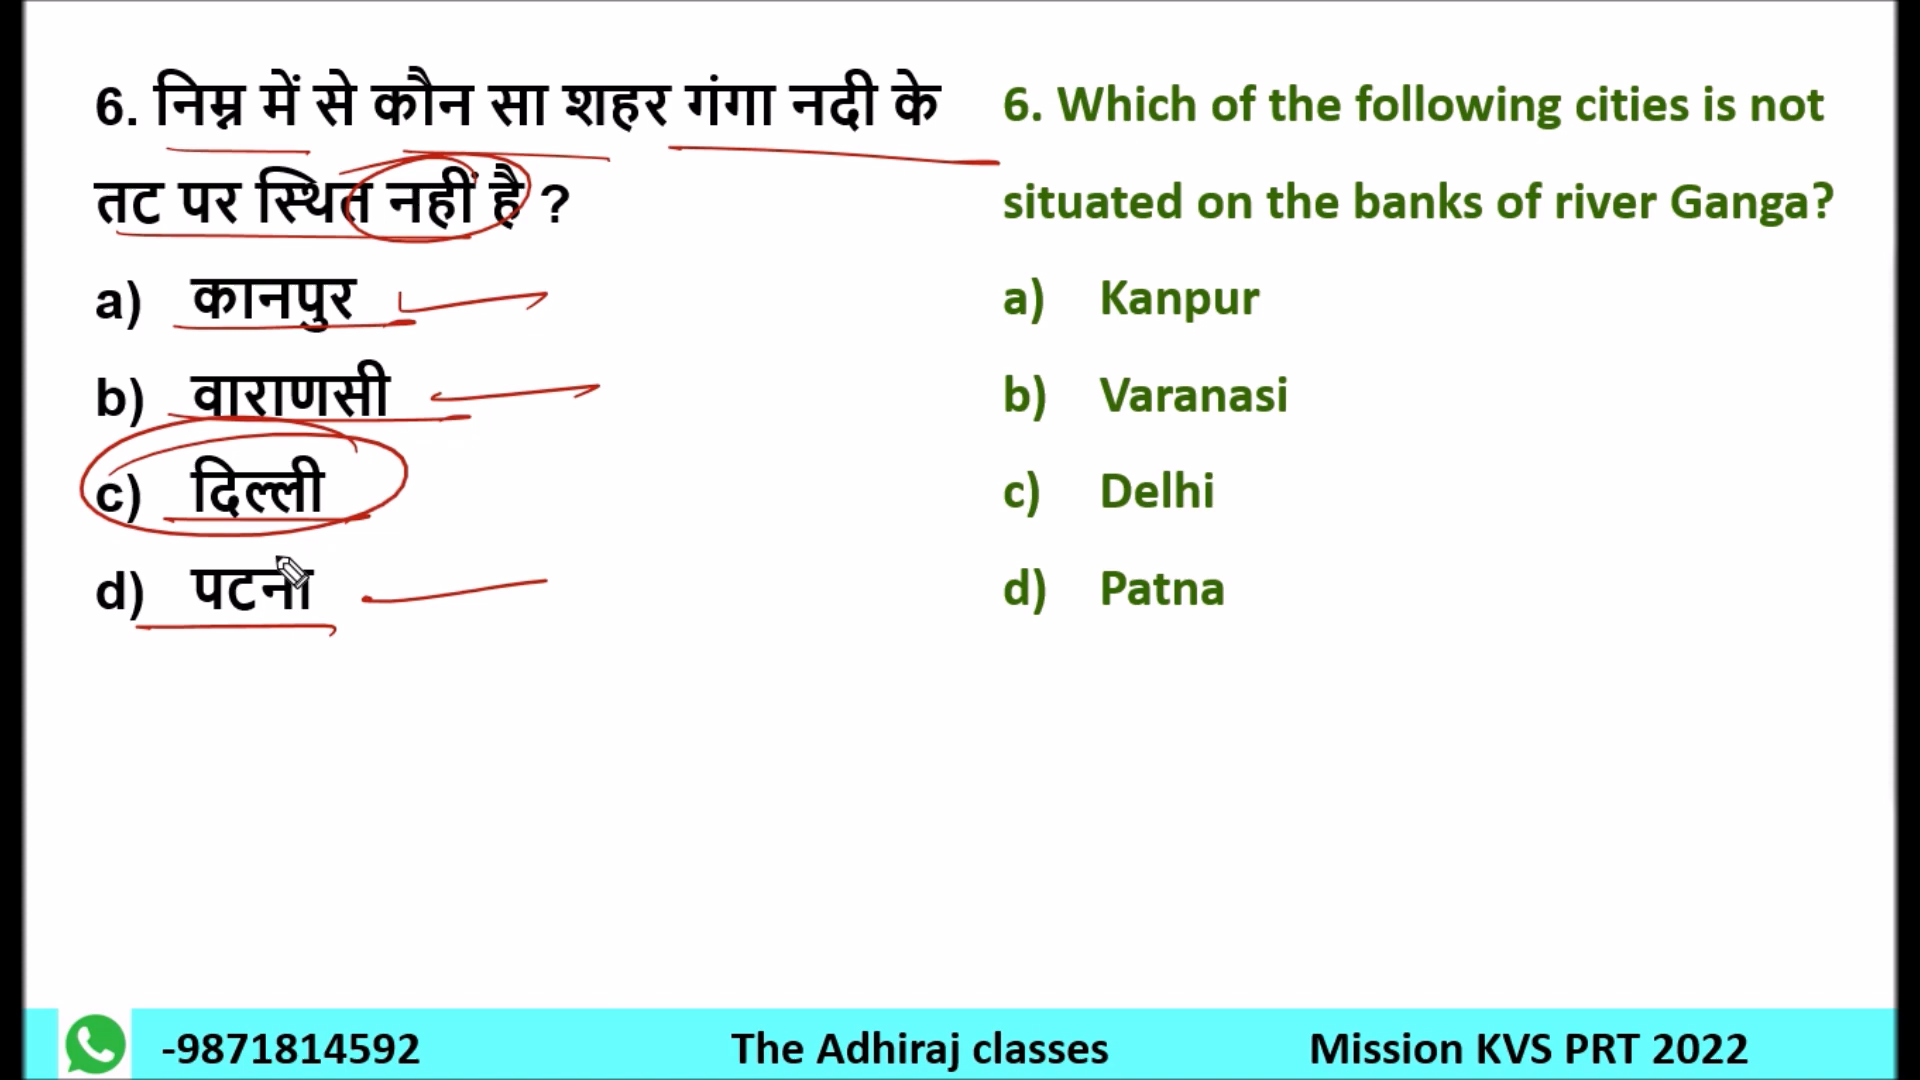 6. निम्न में से कौन सा शहर गंगा नदी के
तट पर स्थित नहीं है ?
a) कानपुर
b) वाराणसी
c) दिल्ली
d) पटना
6. Which of the following cities is not
situated on the banks of river Ganga?
a) Kanpur
b) Varanasi
c) Delhi
d) Patna
-9871814592 The Adhiraj classes Mission KVS PRT 2022